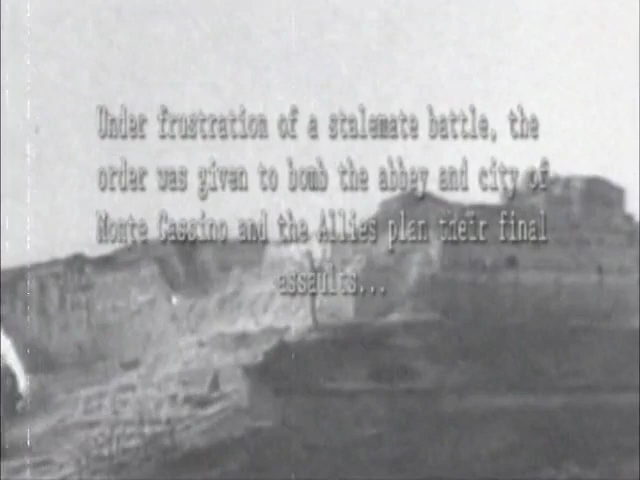 Under frustration of a stalemate battle, the
order was given to bomb the abbey and city of
Monte Cassino and the Allies plan their final
assaults...